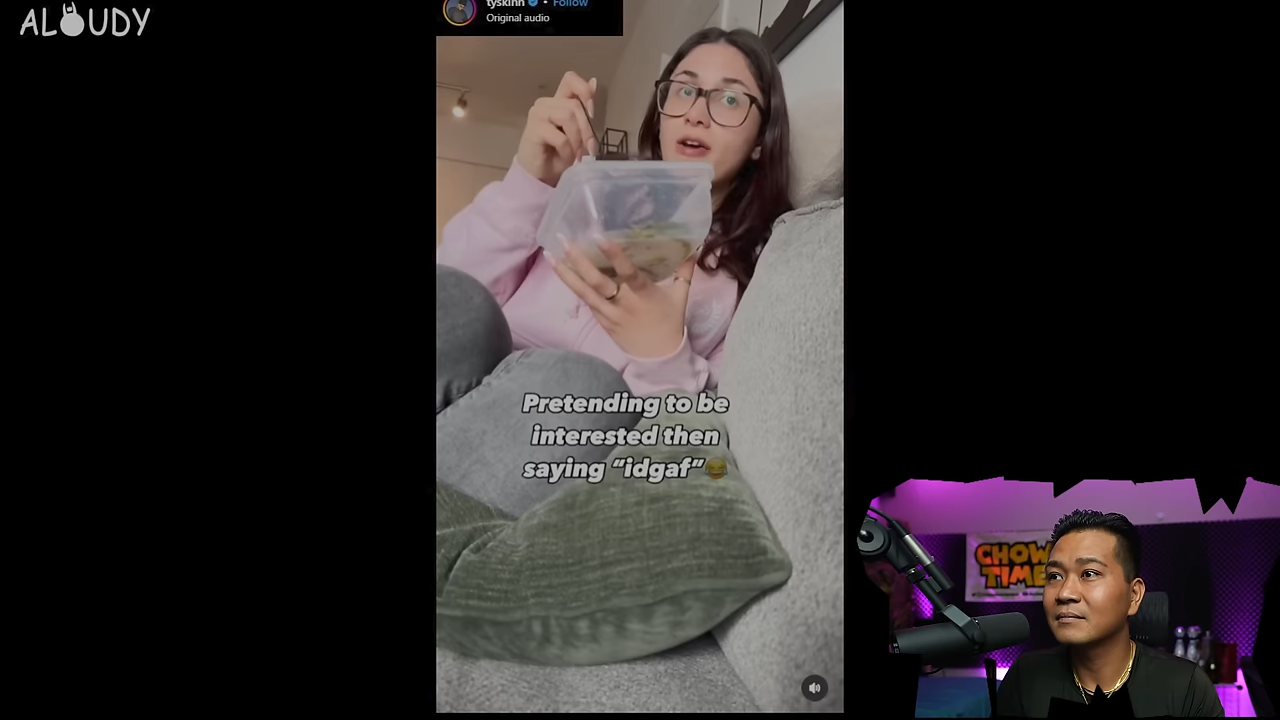 ALOUDY
tyskinn • Follow
Original audio
Pretending to be
interested then
saying “idgaf”😂
CHOW
TIME